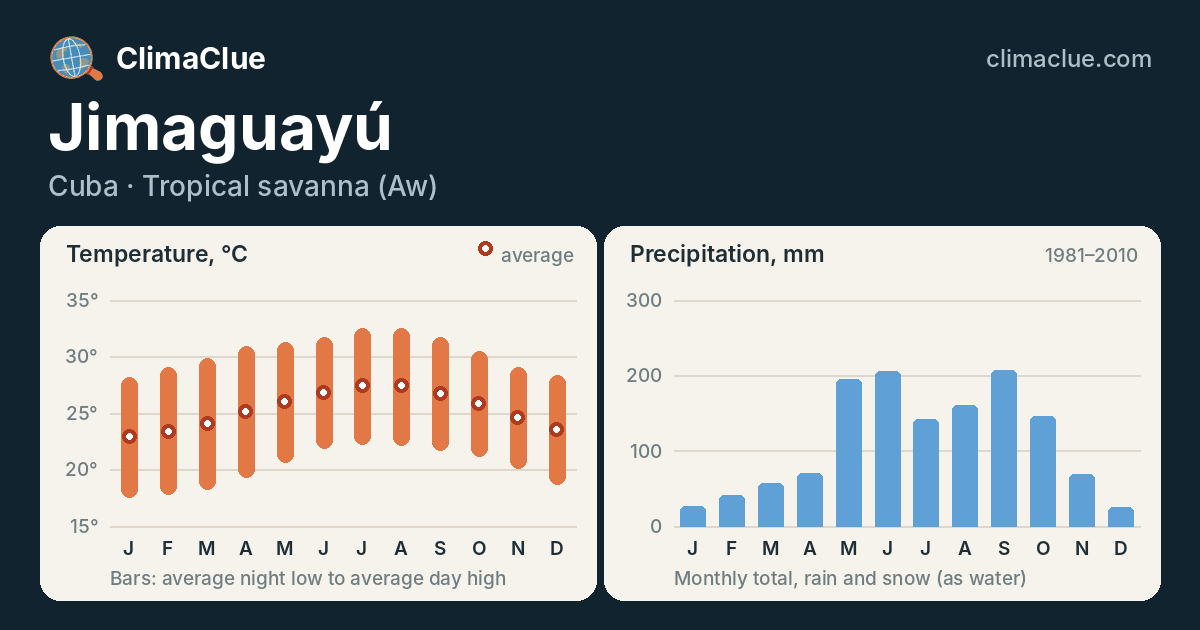 ClimaClue
climaclue.com
Jimaguayú
Cuba · Tropical savanna (Aw)
Temperature, °C
average
35°
30°
25°
20°
15°
J F M A M J J A S O N D
Bars: average night low to average day high
Precipitation, mm
1981–2010
300
200
100
0
J F M A M J J A S O N D
Monthly total, rain and snow (as water)